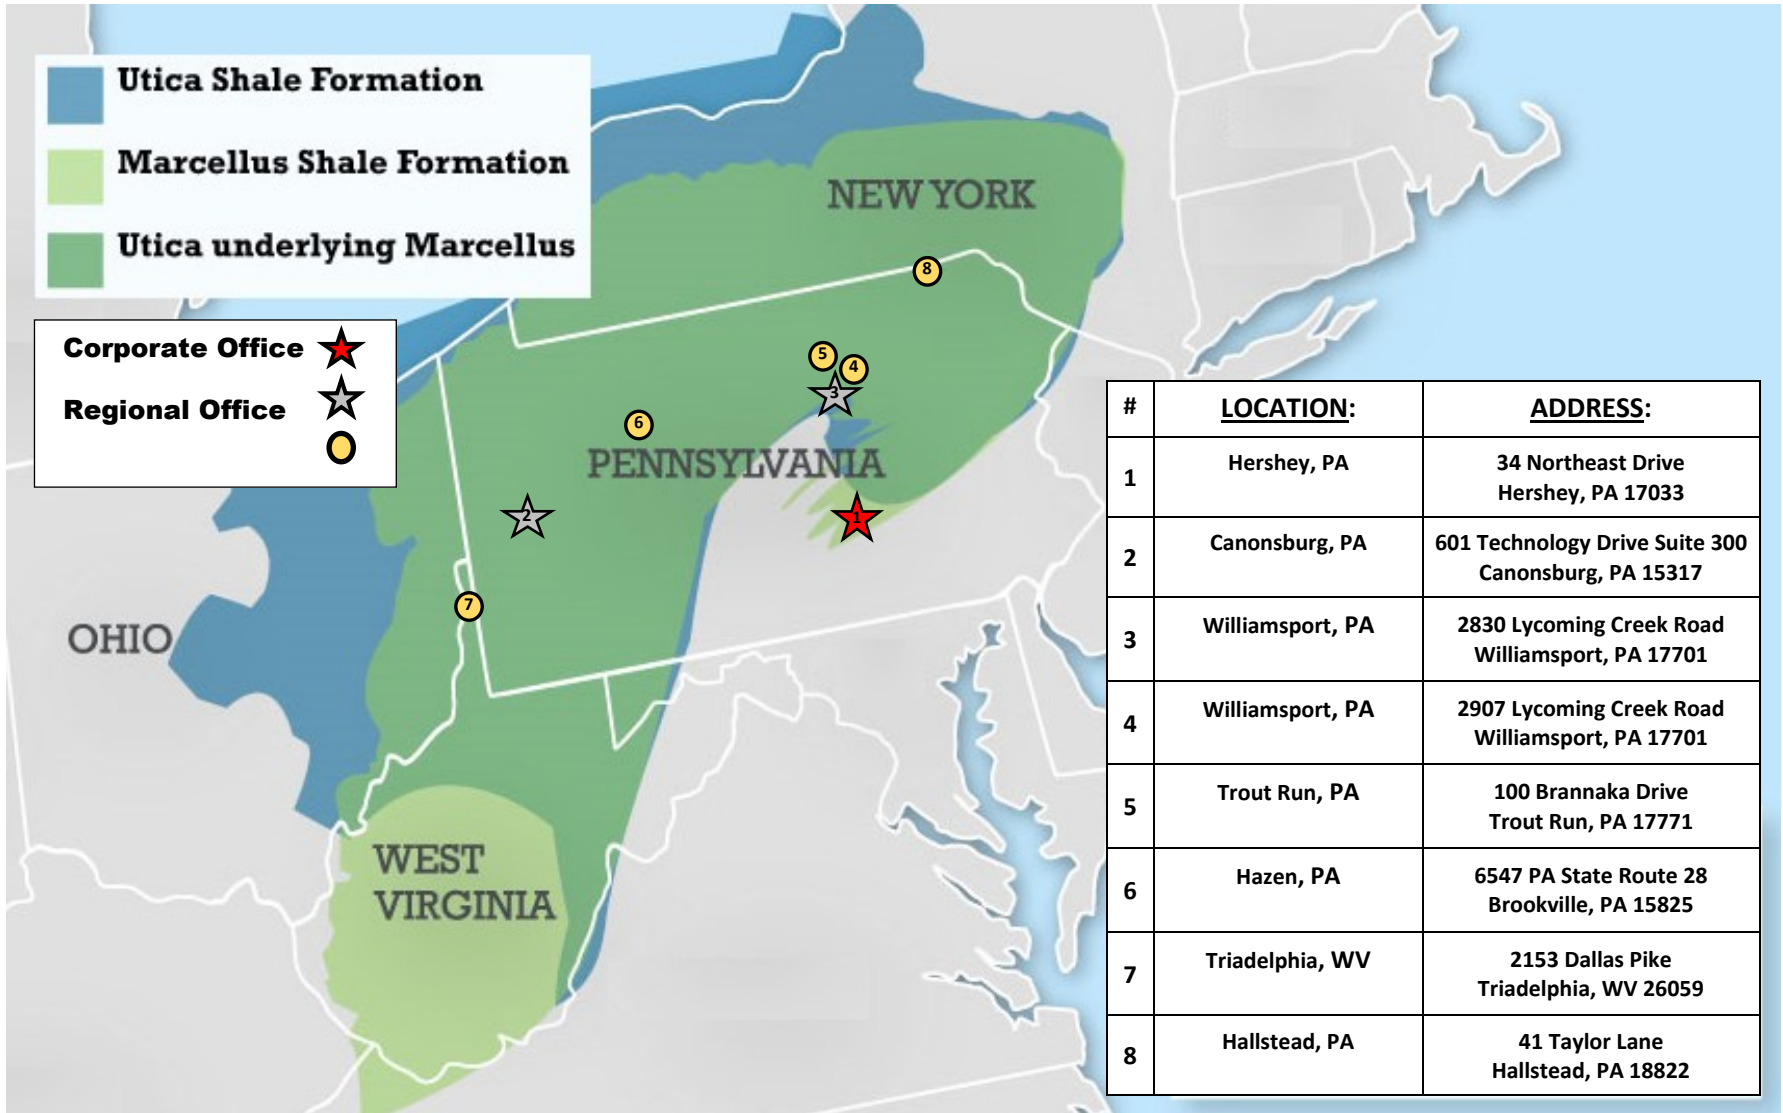 Utica Shale Formation
Marcellus Shale Formation
Utica underlying Marcellus
Corporate Office
Regional Office
NEW YORK
PENNSYLVANIA
OHIO
WEST
VIRGINIA
8
5
4
3
6
2
1
7
# LOCATION: ADDRESS:
1 Hershey, PA 34 Northeast Drive
Hershey, PA 17033
2 Canonsburg, PA 601 Technology Drive Suite 300
Canonsburg, PA 15317
3 Williamsport, PA 2830 Lycoming Creek Road
Williamsport, PA 17701
4 Williamsport, PA 2907 Lycoming Creek Road
Williamsport, PA 17701
5 Trout Run, PA 100 Brannaka Drive
Trout Run, PA 17771
6 Hazen, PA 6547 PA State Route 28
Brookville, PA 15825
7 Triadelphia, WV 2153 Dallas Pike
Triadelphia, WV 26059
8 Hallstead, PA 41 Taylor Lane
Hallstead, PA 18822